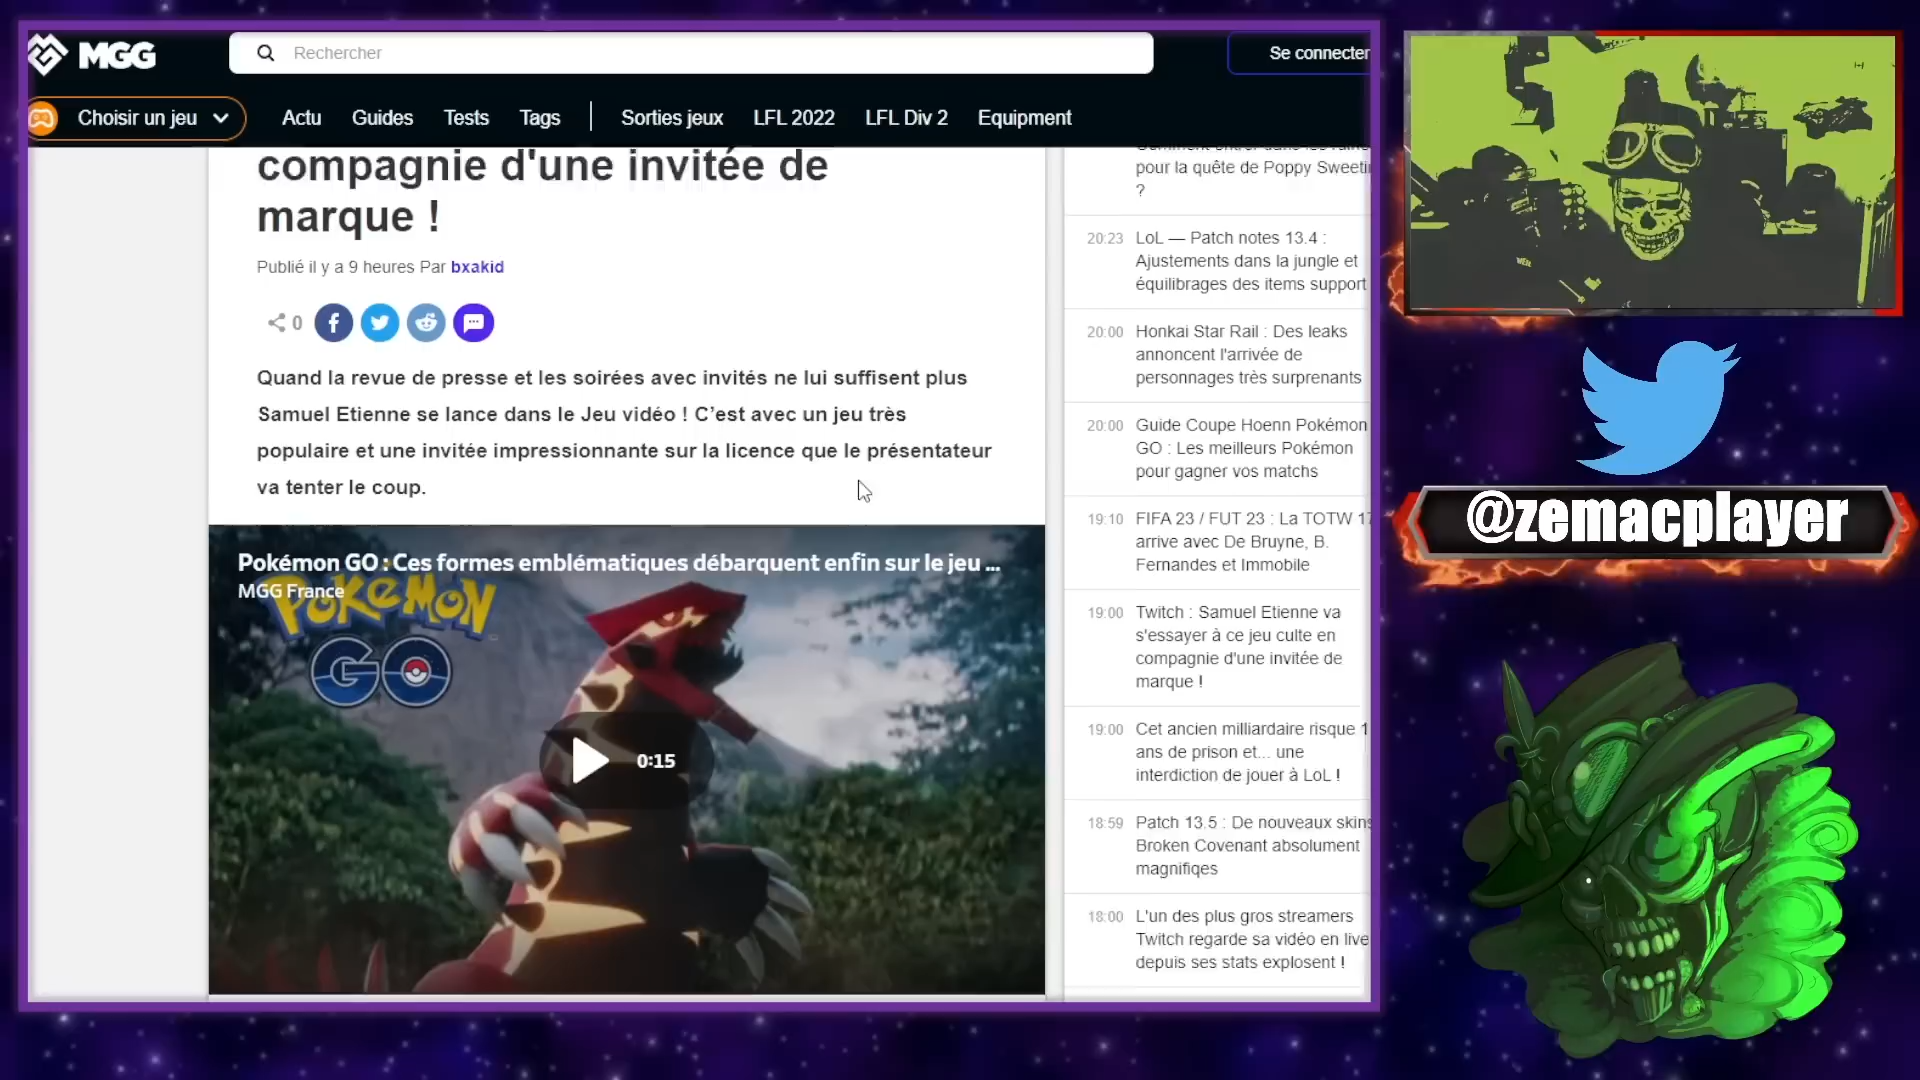 MGG
Rechercher
Se connecter
Choisir un jeu
Actu
Guides
Tests
Tags
Sorties jeux
LFL 2022
LFL Div 2
Equipment
compagnie d'une invitée de
marque !
Publié il y a 9 heures Par bxakid
0
Quand la revue de presse et les soirées avec invités ne lui suffisent plus
Samuel Etienne se lance dans le Jeu vidéo ! C’est avec un jeu très
populaire et une invitée impressionnante sur la licence que le présentateur
va tenter le coup.
Pokémon GO : Ces formes emblématiques débarquent enfin sur le jeu ...
MGG France
POKÉMON
GO
0:15
pour la quête de Poppy Sweetin
?
20:23 LoL — Patch notes 13.4 :
Ajustements dans la jungle et
équilibrages des items support
20:00 Honkai Star Rail : Des leaks
annoncent l'arrivée de
personnages très surprenants
20:00 Guide Coupe Hoenn Pokémon
GO : Les meilleurs Pokémon
pour gagner vos matchs
19:10 FIFA 23 / FUT 23 : La TOTW 17
arrive avec De Bruyne, B.
Fernandes et Immobile
19:00 Twitch : Samuel Etienne va
s'essayer à ce jeu culte en
compagnie d'une invitée de
marque !
19:00 Cet ancien milliardaire risque 1
ans de prison et... une
interdiction de jouer à LoL !
18:59 Patch 13.5 : De nouveaux skins
Broken Covenant absolument
magnifiqes
18:00 L'un des plus gros streamers
Twitch regarde sa vidéo en live
depuis ses stats explosent !
@zemacplayer